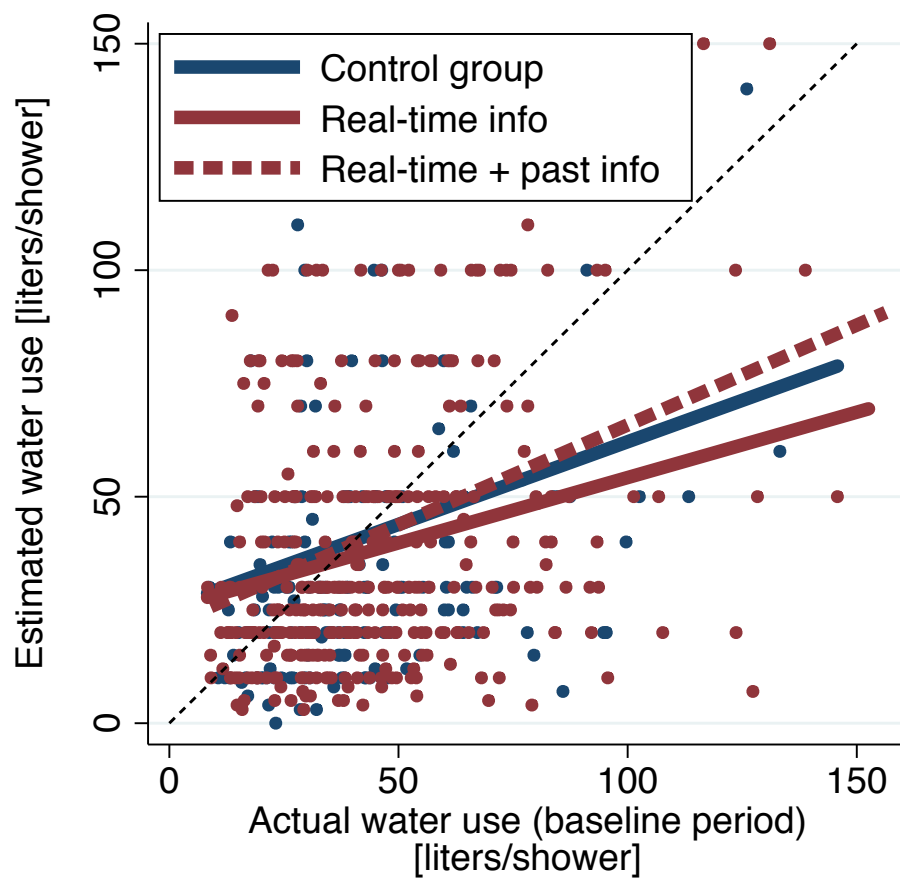 Estimated water use [liters/shower]
150
100
50
0
Control group
Real-time info
Real-time + past info
0 50 100 150
Actual water use (baseline period)
[liters/shower]